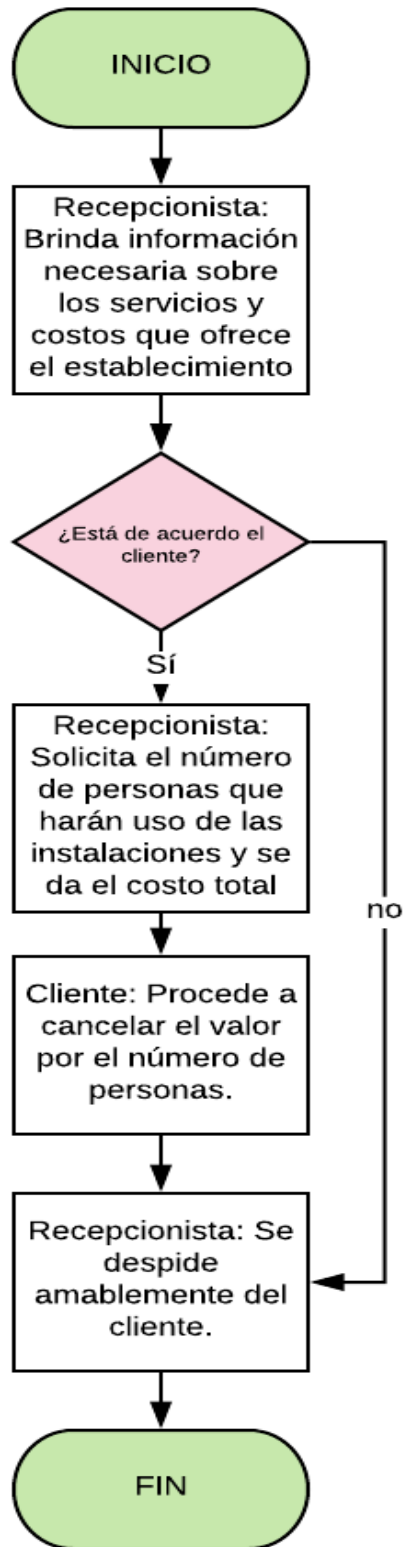 INICIO
Recepcionista:
Brinda información
necesaria sobre
los servicios y
costos que ofrece
el establecimiento
¿Está de acuerdo el
cliente?
Sí
Recepcionista:
Solicita el número
de personas que
harán uso de las
instalaciones y se
da el costo total
no
Cliente: Procede a
cancelar el valor
por el número de
personas.
Recepcionista: Se
despide
amablemente del
cliente.
FIN